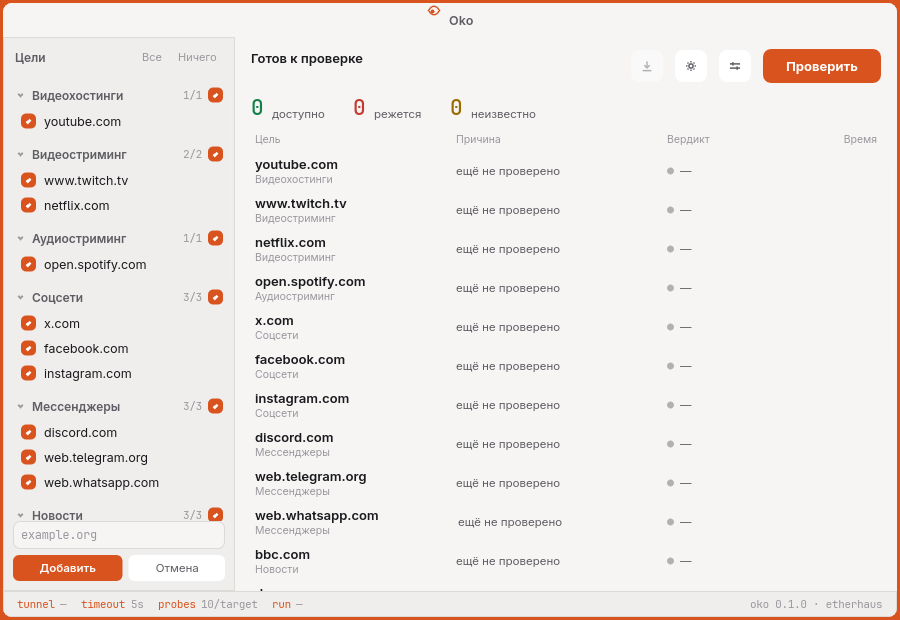 Oko
Цели Все Ничего
Видеохостинги 1/1
youtube.com
Видеостриминг 2/2
www.twitch.tv
netflix.com
Аудиостриминг 1/1
open.spotify.com
Соцсети 3/3
x.com
facebook.com
instagram.com
Мессенджеры 3/3
discord.com
web.telegram.org
web.whatsapp.com
Новости 3/3
example.org
Добавить Отмена
Готов к проверке Проверить
0 доступно 0 режется 0 неизвестно
Цель Причина Вердикт Время
youtube.com
Видеохостинги ещё не проверено —
www.twitch.tv
Видеостриминг ещё не проверено —
netflix.com
Видеостриминг ещё не проверено —
open.spotify.com
Аудиостриминг ещё не проверено —
x.com
Соцсети ещё не проверено —
facebook.com
Соцсети ещё не проверено —
instagram.com
Соцсети ещё не проверено —
discord.com
Мессенджеры ещё не проверено —
web.telegram.org
Мессенджеры ещё не проверено —
web.whatsapp.com
Мессенджеры ещё не проверено —
bbc.com
Новости ещё не проверено —
tunnel — timeout 5s probes 10/target run — oko 0.1.0 · etherhaus